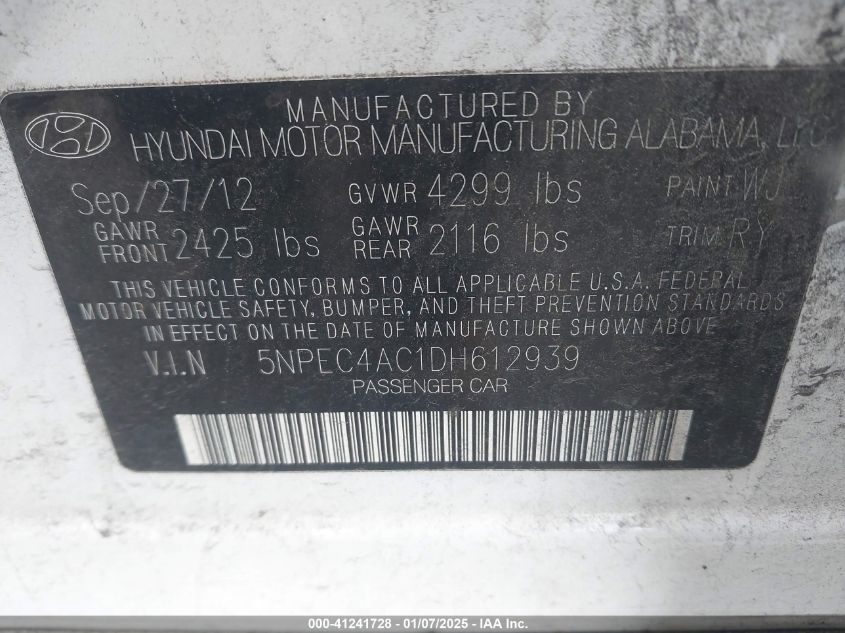 MANUFACTURED BY
HYUNDAI MOTOR MANUFACTURING ALABAMA, LLC
Sep/27/12 GVWR 4299 lbs PAINT WJ
GAWR FRONT 2425 lbs GAWR REAR 2116 lbs TRIM RY
THIS VEHICLE CONFORMS TO ALL APPLICABLE U.S.A. FEDERAL
MOTOR VEHICLE SAFETY, BUMPER, AND THEFT PREVENTION STANDARDS
IN EFFECT ON THE DATE OF MANUFACTURE SHOWN ABOVE
V.I.N 5NPEC4AC1DH612939
PASSENGER CAR
000-41241728 - 01/07/2025 - IAA Inc.